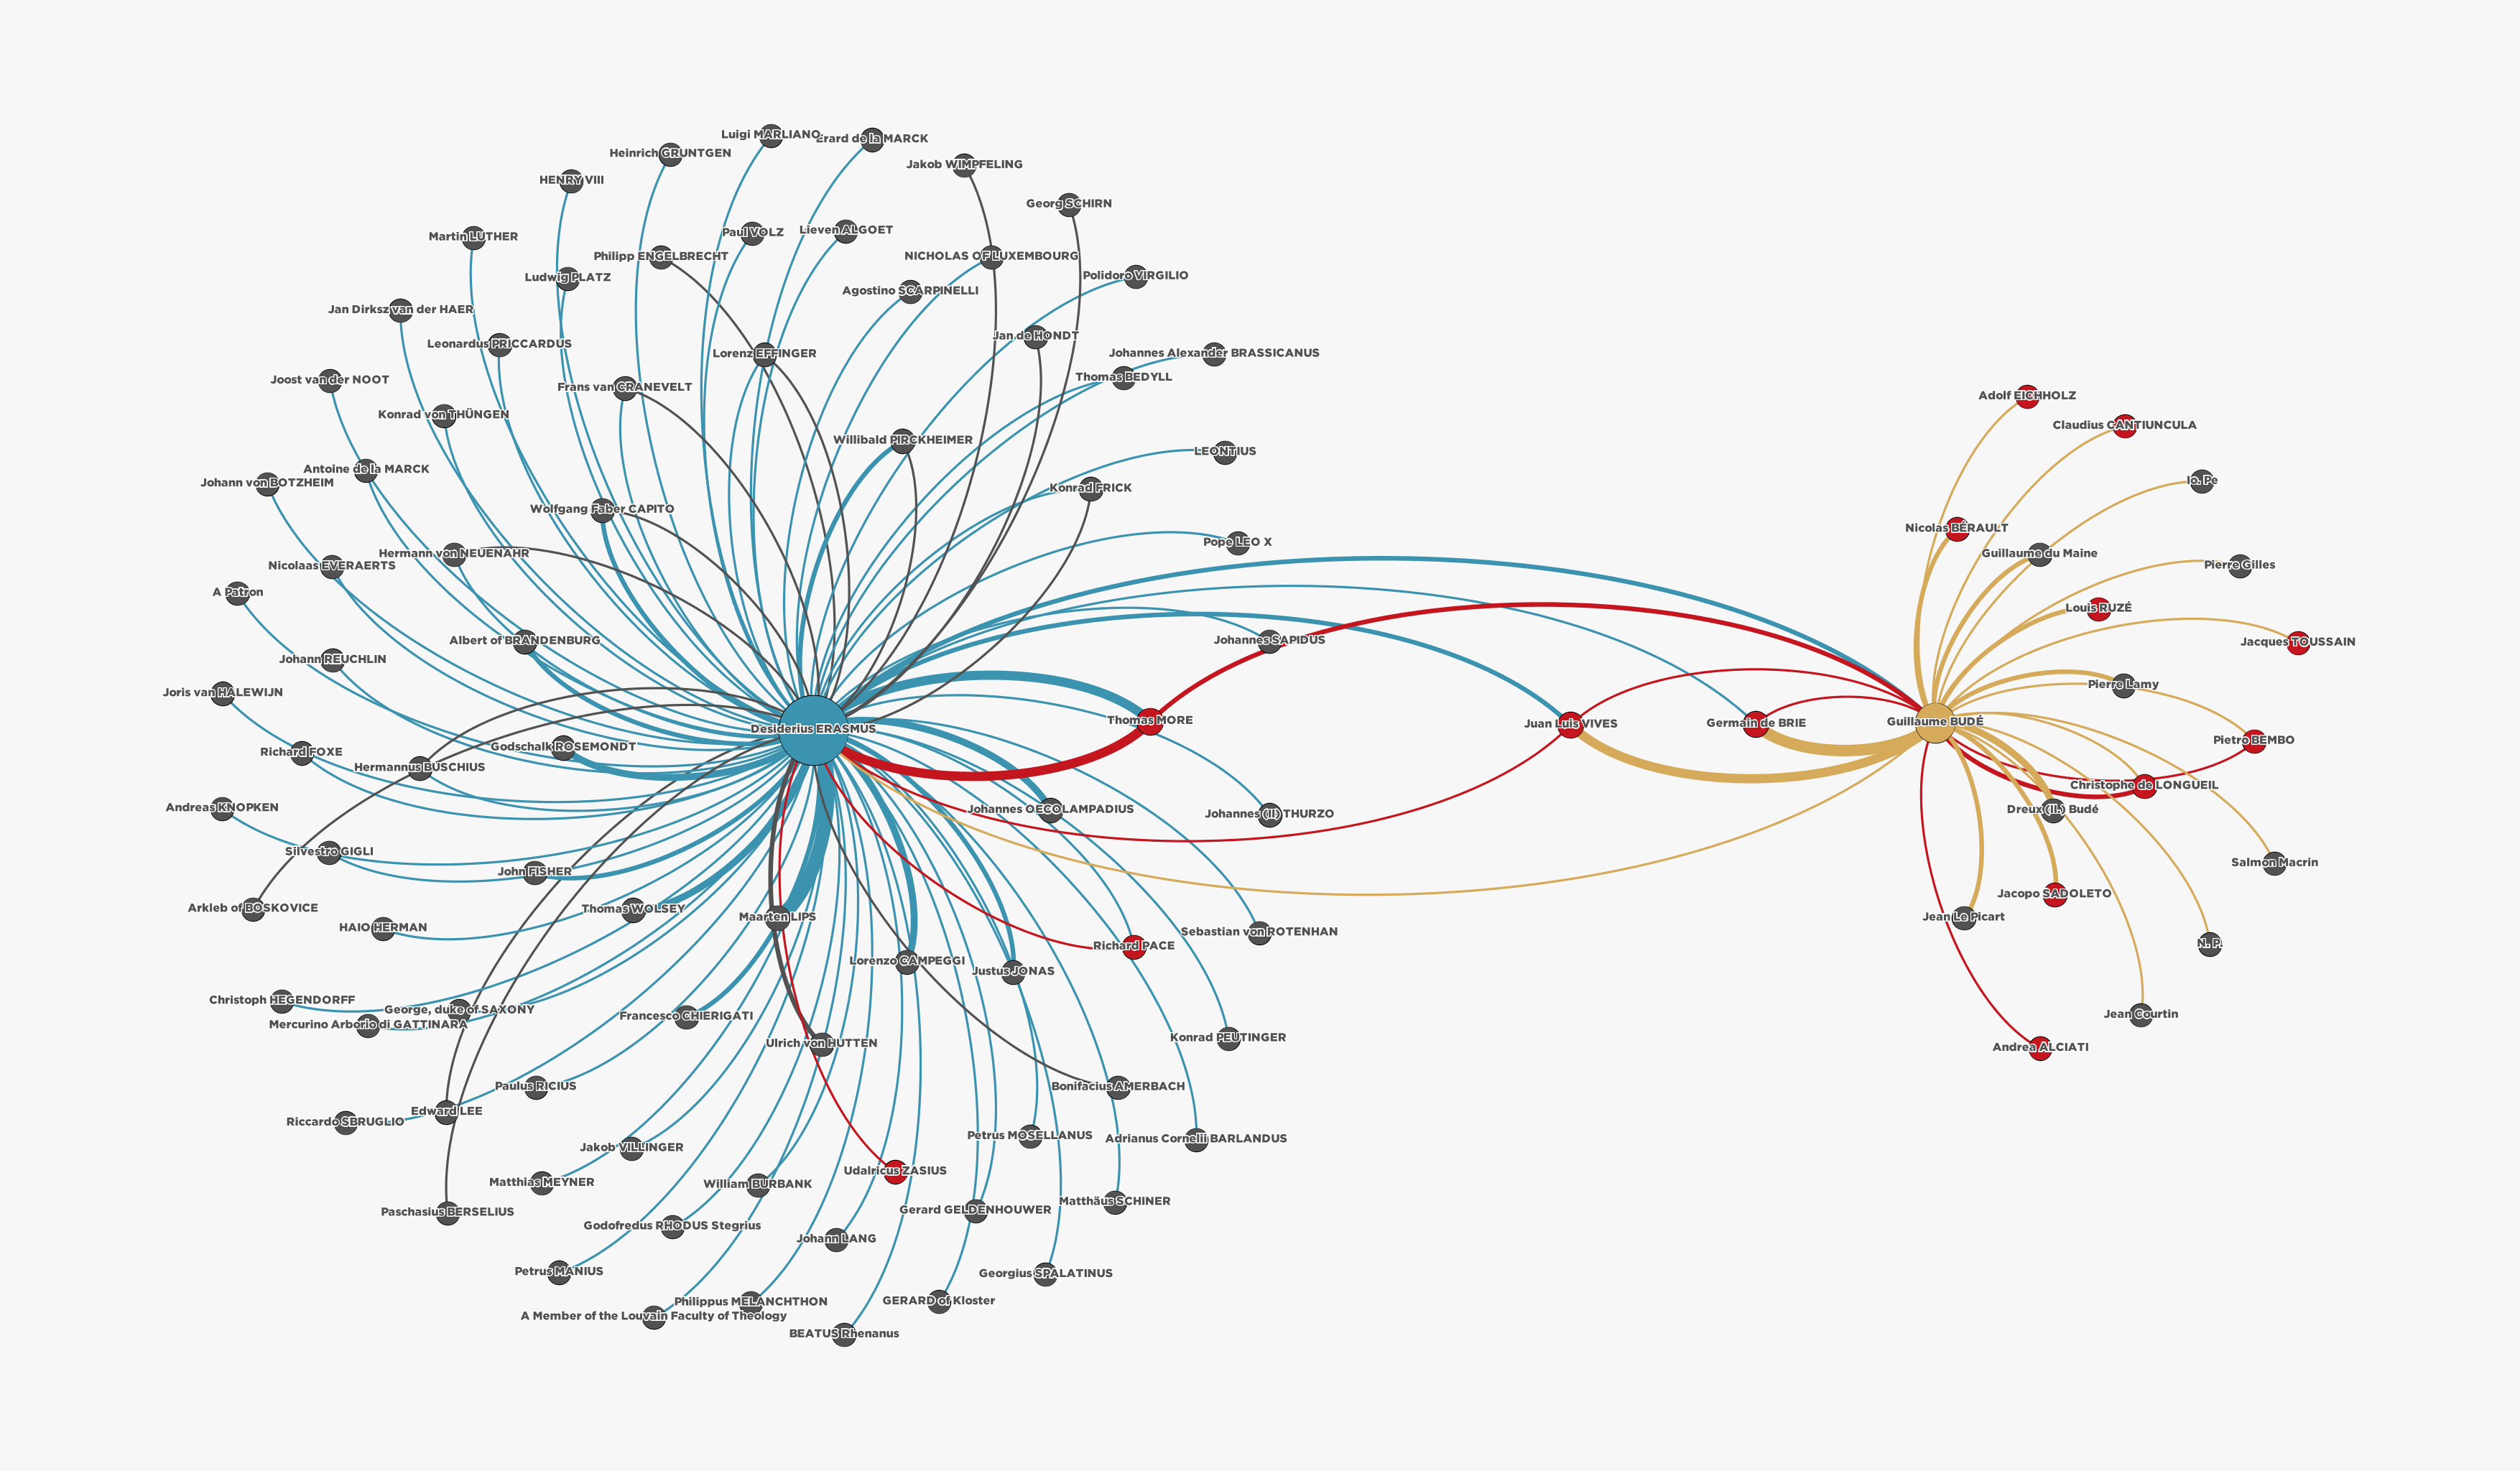 Luigi MARLIANO
Erard de la MARCK
Heinrich GRUNTGEN
Jakob WIMPFELING
HENRY VIII
Georg SCHIRN
Martin LUTHER
Paul VOLZ
Lieven ALGOET
Philipp ENGELBRECHT
NICHOLAS OF LUXEMBOURG
Ludwig PLATZ
Polidoro VIRGILIO
Agostino SCARPINELLI
Jan Dirksz van der HAER
Jan de HONDT
Leonardus PRICCARDUS
Lorenz EFFINGER
Johannes Alexander BRASSICANUS
Joost van der NOOT
Frans van CRANEVELT
Thomas BEDYLL
Adolf EICHHOLZ
Konrad von THÜNGEN
Claudius CANTIUNCULA
Willibald PIRCKHEIMER
LEONTIUS
Antoine de la MARCK
Johann von BOTZHEIM
Konrad FRICK
Io. Pe
Wolfgang Faber CAPITO
Nicolas BÉRAULT
Pope LEO X
Hermann von NEUENAHR
Guillaume du Maine
Nicolaas EVERAERTS
Pierre Gilles
A Patron
Louis RUZÉ
Albert of BRANDENBURG
Johannes SAPIDUS
Jacques TOUSSAIN
Johann REUCHLIN
Pierre Lamy
Joris van HALEWIJN
Thomas MORE
Juan Luis VIVES
Germain de BRIE
Guillaume BUDÉ
Desiderius ERASMUS
Pietro BEMBO
Godschalk ROSEMONDT
Richard FOXE
Hermannus BUSCHIUS
Christophe de LONGUEIL
Andreas KNOPKEN
Johannes OECOLAMPADIUS
Johannes (II) THURZO
Dreux (II.) Budé
Silvestro GIGLI
Salmon Macrin
John FISHER
Jacopo SADOLETO
Arkleb of BOSKOVICE
Thomas WOLSEY
Maarten LIPS
Jean Le Picart
HAIO HERMAN
Sebastian von ROTENHAN
Richard PACE
N. P.
Lorenzo CAMPEGGI
Justus JONAS
Christoph HEGENDORFF
George, duke of SAXONY
Francesco CHIERIGATI
Jean Courtin
Mercurino Arborio di GATTINARA
Konrad PEUTINGER
Ulrich von HUTTEN
Andrea ALCIATI
Paulus RICIUS
Bonifacius AMERBACH
Edward LEE
Riccardo SBRUGLIO
Petrus MOSELLANUS
Adrianus Cornelii BARLANDUS
Jakob VILLINGER
Udalricus ZASIUS
Matthias MEYNER
William BURBANK
Matthäus SCHINER
Paschasius BERSELIUS
Gerard GELDENHOUWER
Godofredus RHODUS Stegrius
Johann LANG
Petrus MANIUS
Georgius SPALATINUS
Philippus MELANCHTHON
GERARD of Kloster
A Member of the Louvain Faculty of Theology
BEATUS Rhenanus